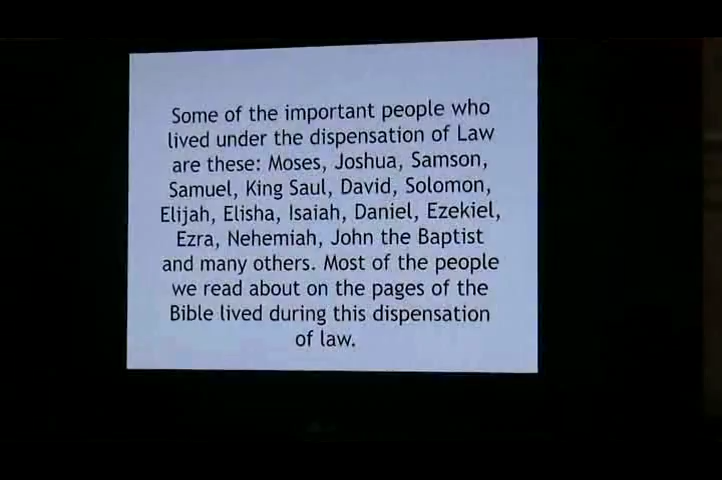 Some of the important people who
lived under the dispensation of Law
are these: Moses, Joshua, Samson,
Samuel, King Saul, David, Solomon,
Elijah, Elisha, Isaiah, Daniel, Ezekiel,
Ezra, Nehemiah, John the Baptist
and many others. Most of the people
we read about on the pages of the
Bible lived during this dispensation
of law.